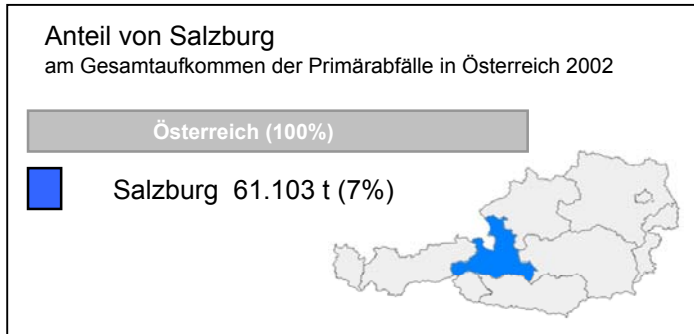 Anteil von Salzburg
am Gesamtaufkommen der Primärabfälle in Österreich 2002
Österreich (100%)
Salzburg 61.103 t (7%)